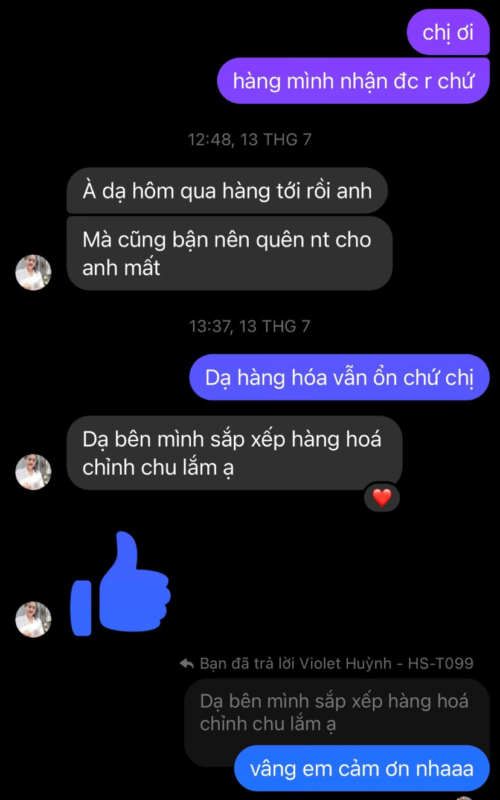 chị ơi
hàng mình nhận đc r chứ
12:48, 13 THG 7
À dạ hôm qua hàng tới rồi anh
Mà cũng bận nên quên nt cho
anh mất
13:37, 13 THG 7
Dạ hàng hóa vẫn ổn chứ chị
Dạ bên mình sắp xếp hàng hoá
chỉnh chu lắm ạ
Bạn đã trả lời Violet Huỳnh - HS-T099
Dạ bên mình sắp xếp hàng hoá
chỉnh chu lắm ạ
vâng em cảm ơn nhaaa